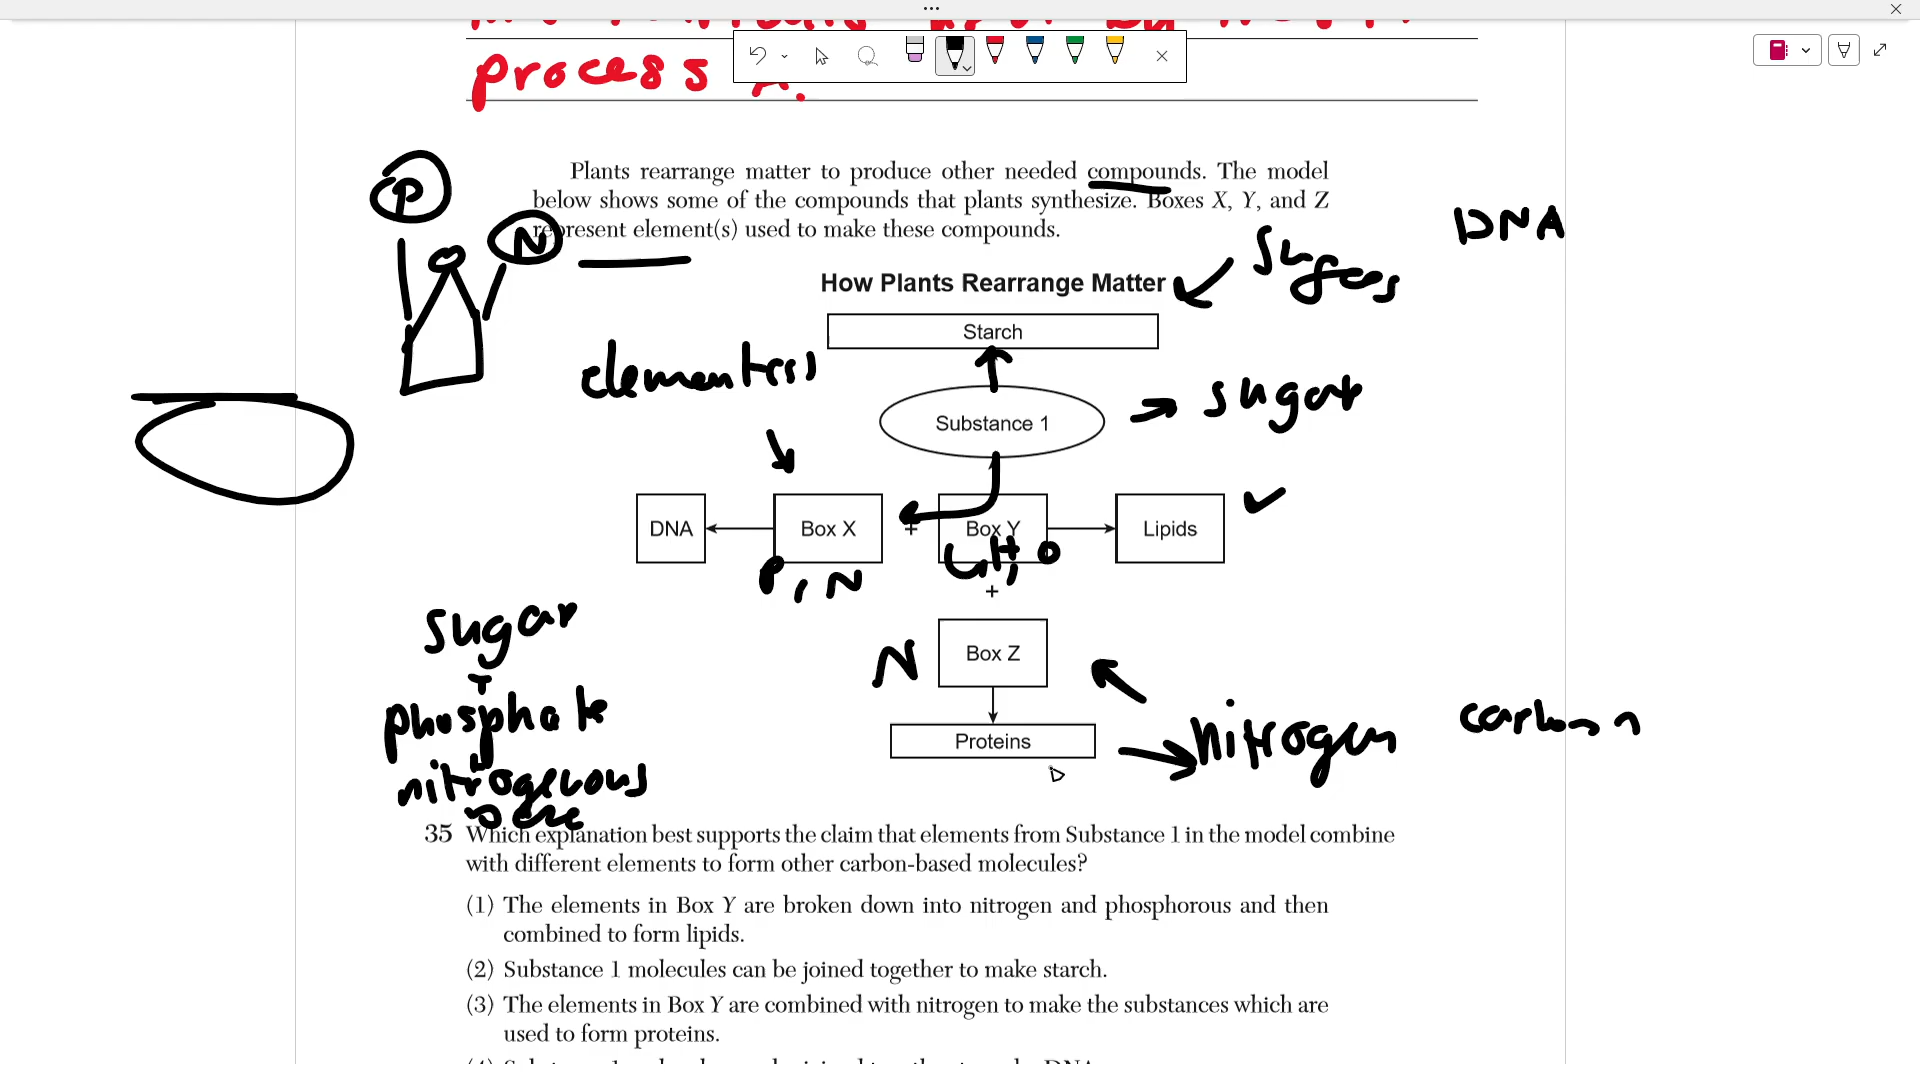 process A.
Plants rearrange matter to produce other needed compounds. The model
below shows some of the compounds that plants synthesize. Boxes X, Y, and Z
represent element(s) used to make these compounds.
P
N
DNA
How Plants Rearrange Matter
Starch
Substance 1
sugar
DNA
Box X
+
Box Y
Lipids
P, N
C, H, O
+
Box Z
N
Proteins
nitrogen
carbon
sugar
+
phosphate
+
nitrogenous
35 Which explanation best supports the claim that elements from Substance 1 in the model combine
with different elements to form other carbon-based molecules?
(1) The elements in Box Y are broken down into nitrogen and phosphorous and then
combined to form lipids.
(2) Substance 1 molecules can be joined together to make starch.
(3) The elements in Box Y are combined with nitrogen to make the substances which are
used to form proteins.